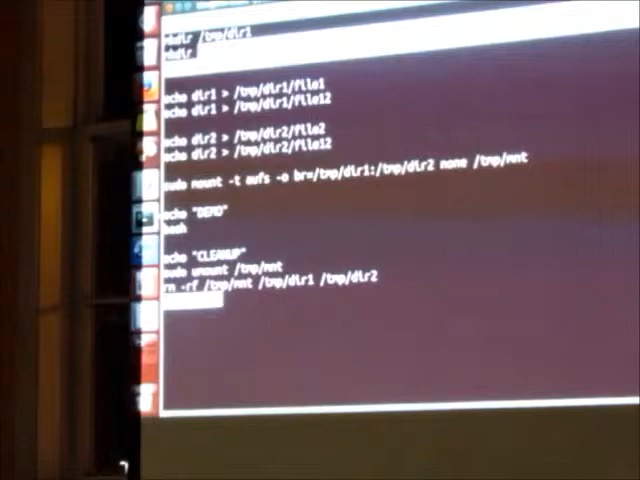 mkdir /tmp/dir1
mkdir
echo dir1 > /tmp/dir1/file1
echo dir1 > /tmp/dir1/file12
echo dir2 > /tmp/dir2/file2
echo dir2 > /tmp/dir2/file12
sudo mount -t aufs -o br=/tmp/dir1:/tmp/dir2 none /tmp/mnt
echo "DEMO"
bash
echo "CLEANUP"
sudo umount /tmp/mnt
rm -rf /tmp/mnt /tmp/dir1 /tmp/dir2